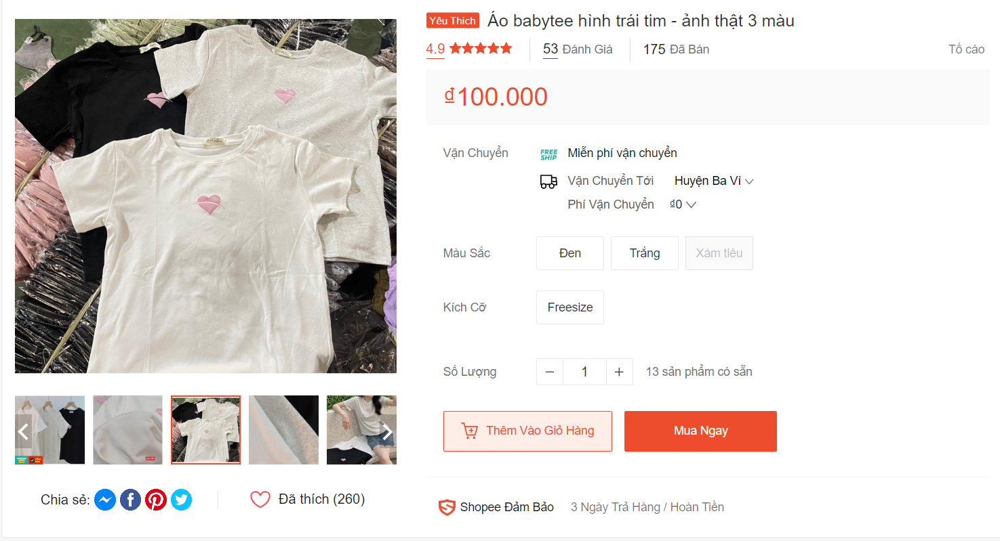 Yêu Thích Áo babytee hình trái tim - ảnh thật 3 màu
4.9 53 Đánh Giá 175 Đã Bán Tố cáo
₫100.000
Vận Chuyển FREE SHIP Miễn phí vận chuyển
Vận Chuyển Tới Huyện Ba Vì
Phí Vận Chuyển ₫0
Màu Sắc Đen Trắng Xám tiêu
Kích Cỡ Freesize
Số Lượng 1 13 sản phẩm có sẵn
Thêm Vào Giỏ Hàng Mua Ngay
Chia sẻ: Đã thích (260)
Shopee Đảm Bảo 3 Ngày Trả Hàng / Hoàn Tiền